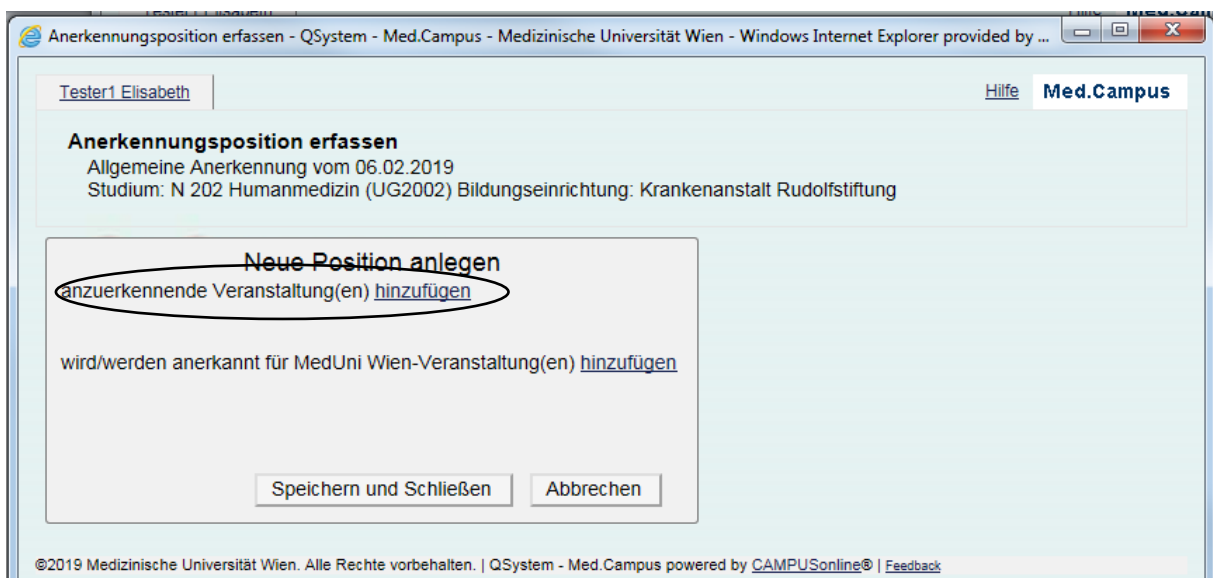 Anerkennungsposition erfassen - QSystem - Med.Campus - Medizinische Universität Wien - Windows Internet Explorer provided by ...
Tester1 Elisabeth
Hilfe
Med.Campus
Anerkennungsposition erfassen
Allgemeine Anerkennung vom 06.02.2019
Studium: N 202 Humanmedizin (UG2002) Bildungseinrichtung: Krankenanstalt Rudolfstiftung
Neue Position anlegen
anzuerkennende Veranstaltung(en) hinzufügen
wird/werden anerkannt für MedUni Wien-Veranstaltung(en) hinzufügen
Speichern und Schließen
Abbrechen
©2019 Medizinische Universität Wien. Alle Rechte vorbehalten. | QSystem - Med.Campus powered by CAMPUSonline® | Feedback